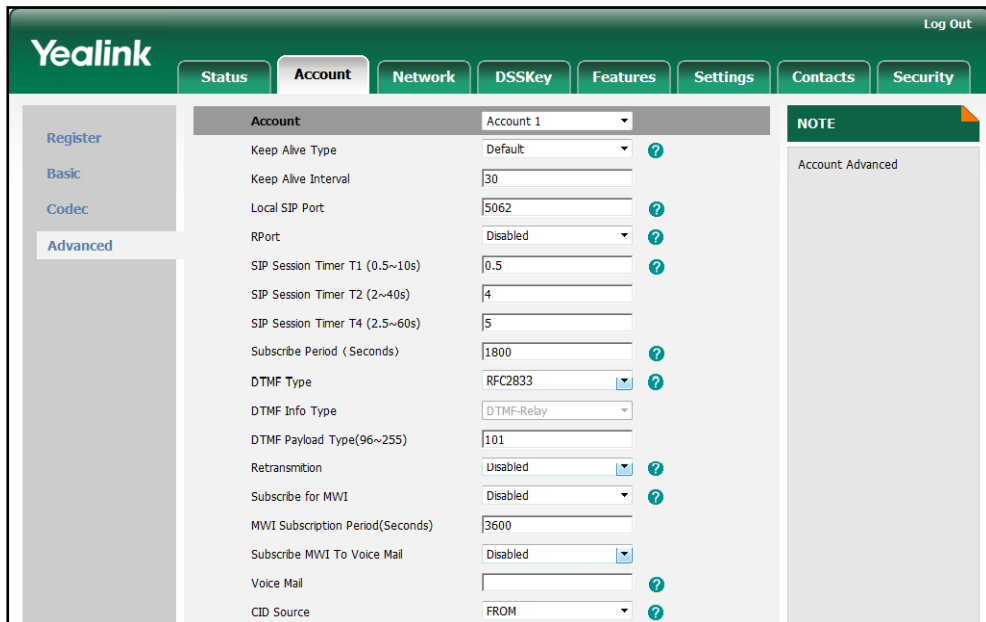 Log Out
Yealink
Status Account Network DSSKey Features Settings Contacts Security
Register
Basic
Codec
Advanced
Account Account 1
Keep Alive Type Default ?
Keep Alive Interval 30
Local SIP Port 5062 ?
RPort Disabled ?
SIP Session Timer T1 (0.5~10s) 0.5 ?
SIP Session Timer T2 (2~40s) 4
SIP Session Timer T4 (2.5~60s) 5
Subscribe Period (Seconds) 1800 ?
DTMF Type RFC2833 ?
DTMF Info Type DTMF-Relay
DTMF Payload Type(96~255) 101
Retransmition Disabled ?
Subscribe for MWI Disabled ?
MWI Subscription Period(Seconds) 3600
Subscribe MWI To Voice Mail Disabled
Voice Mail ?
CID Source FROM ?
NOTE
Account Advanced